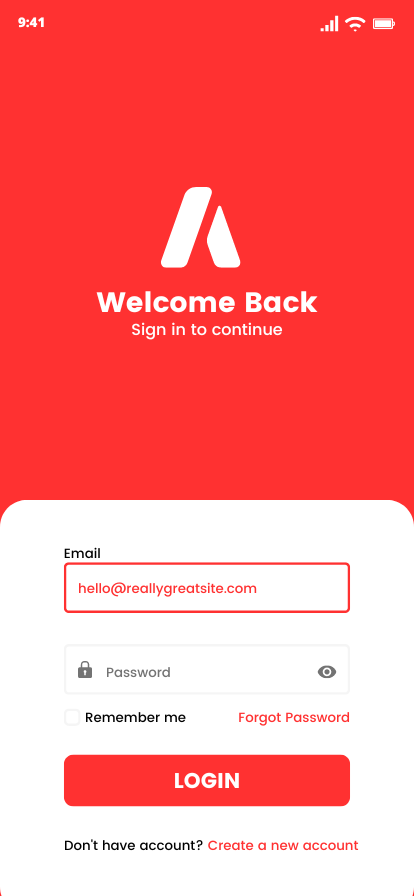 9:41
Welcome Back
Sign in to continue
Email
hello@reallygreatsite.com
Password
Remember me Forgot Password
LOGIN
Don't have account? Create a new account